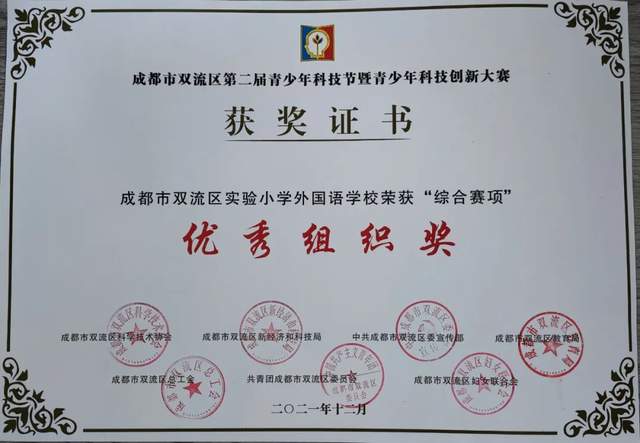 成都市双流区第二届青少年科技节暨青少年科技创新大赛
获奖证书
成都市双流区实验小学外国语学校荣获“综合赛项”
优秀组织奖
成都市双流区科学技术协会 成都市双流区新经济和科技局 中共成都市双流区委宣传部 成都市双流区教育局
成都市双流区总工会 共青团成都市双流区委员会 成都市双流区妇女联合会
二〇二一年十二月